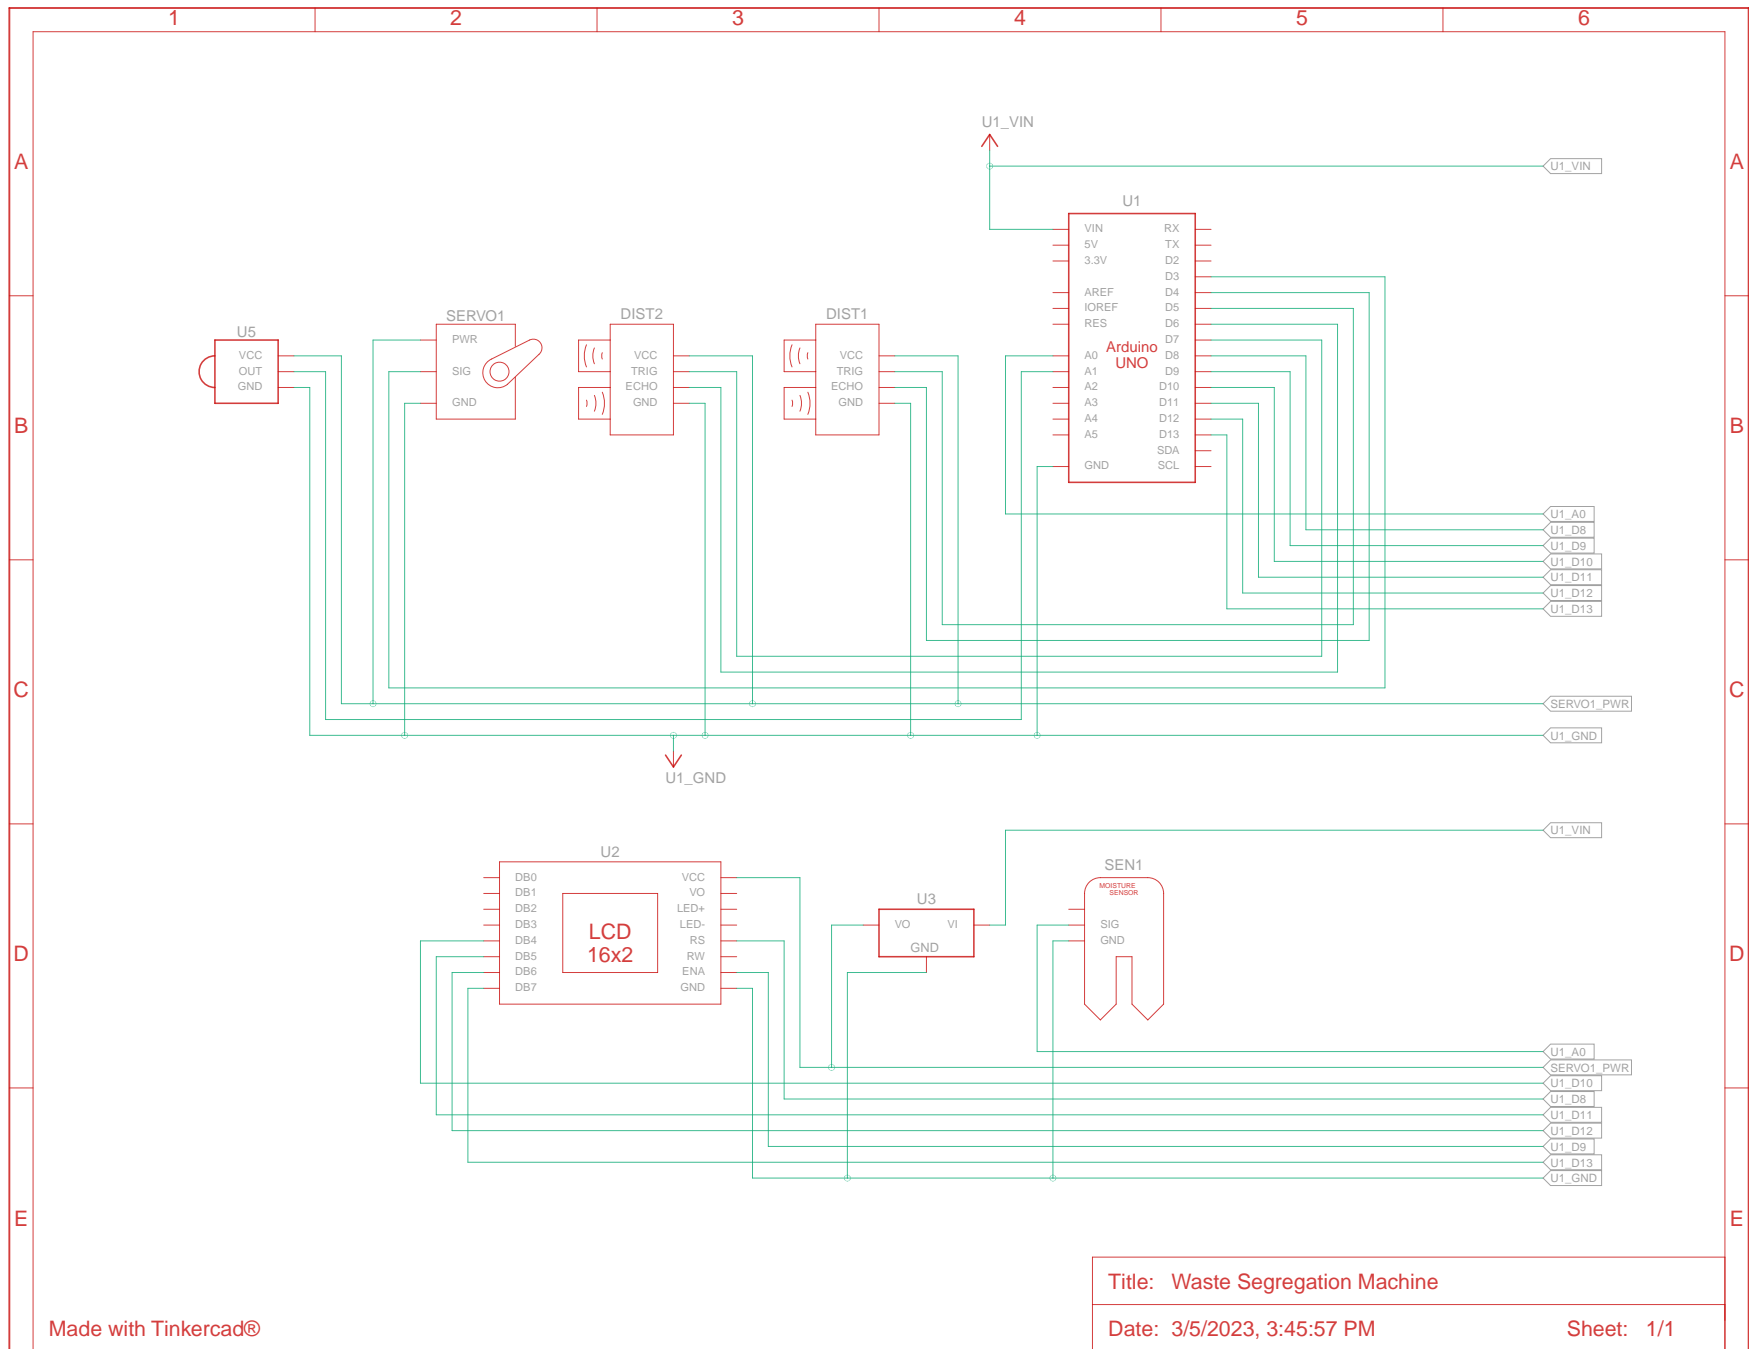 1 2 3 4 5 6
U1_VIN
A A
U1_VIN
U1
VIN RX
5V TX
3.3V D2
D3
AREF D4
IOREF D5
RES D6
D7
Arduino
UNO
A0 D8
A1 D9
A2 D10
A3 D11
A4 D12
A5 D13
SDA
GND SCL
U5
VCC
OUT
GND
SERVO1
PWR
SIG
GND
DIST2
VCC
TRIG
ECHO
GND
DIST1
VCC
TRIG
ECHO
GND
B B
U1_A0
U1_D8
U1_D9
U1_D10
U1_D11
U1_D12
U1_D13
C C
SERVO1_PWR
U1_GND
U1_GND
U1_VIN
U2
DB0 VCC
DB1 VO
DB2 LED+
DB3 LED-
DB4 RS
DB5 RW
DB6 ENA
DB7 GND
LCD
16x2
U3
VO VI
GND
SEN1
MOISTURE
SENSOR
SIG
GND
D D
U1_A0
SERVO1_PWR
U1_D10
U1_D8
U1_D11
U1_D12
U1_D9
U1_D13
U1_GND
E E
Title: Waste Segregation Machine
Made with Tinkercad®
Date: 3/5/2023, 3:45:57 PM Sheet: 1/1